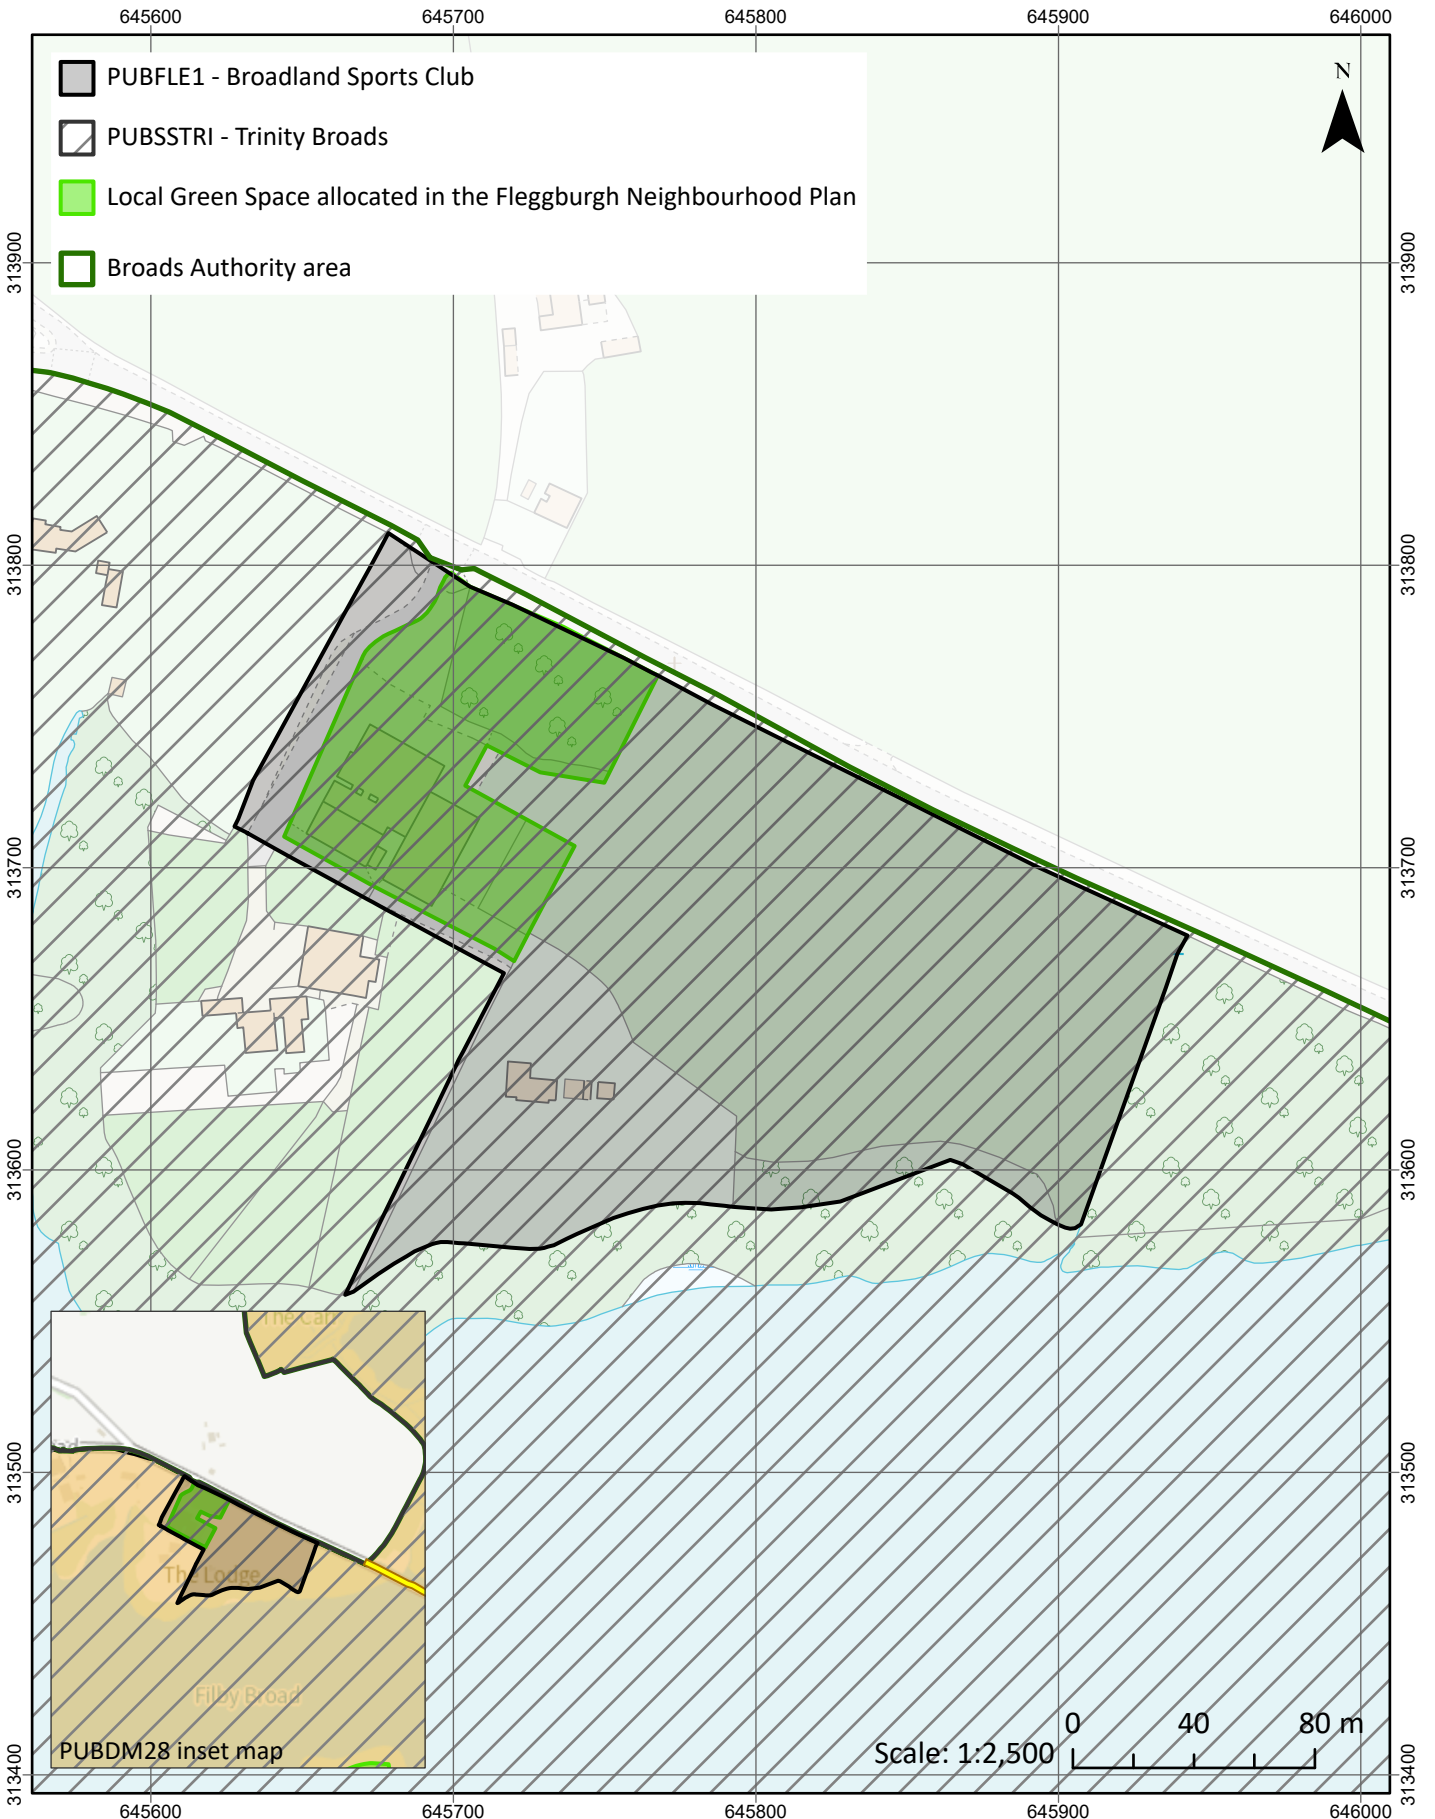 645600 645700 645800 645900 646000
PUBFLE1 - Broadland Sports Club
N
PUBSSTRI - Trinity Broads
Local Green Space allocated in the Fleggburgh Neighbourhood Plan
Broads Authority area
313900 313900
313800 313800
313700 313700
313600 313600
313500 313500
313400 313400
The Carr
The Lodge
Filby Broad
PUBDM28 inset map
0 40 80 m
Scale: 1:2,500
645600 645700 645800 645900 646000